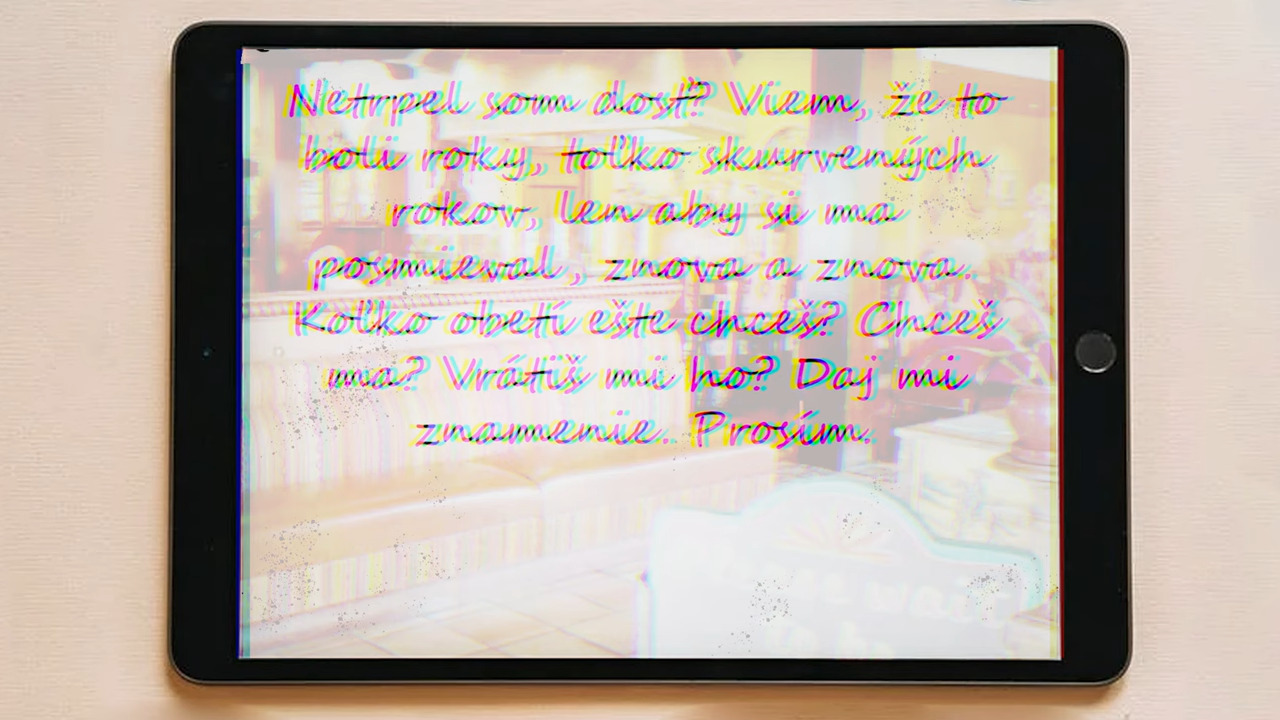 Netrpel som dosť? Viem, že to
boli roky, toľko skurvených
rokov, len aby si ma
posmieval, znova a znova.
Koľko obetí ešte chceš? Chceš
ma? Vrátiš mi ho? Daj mi
znamenie. Prosím.